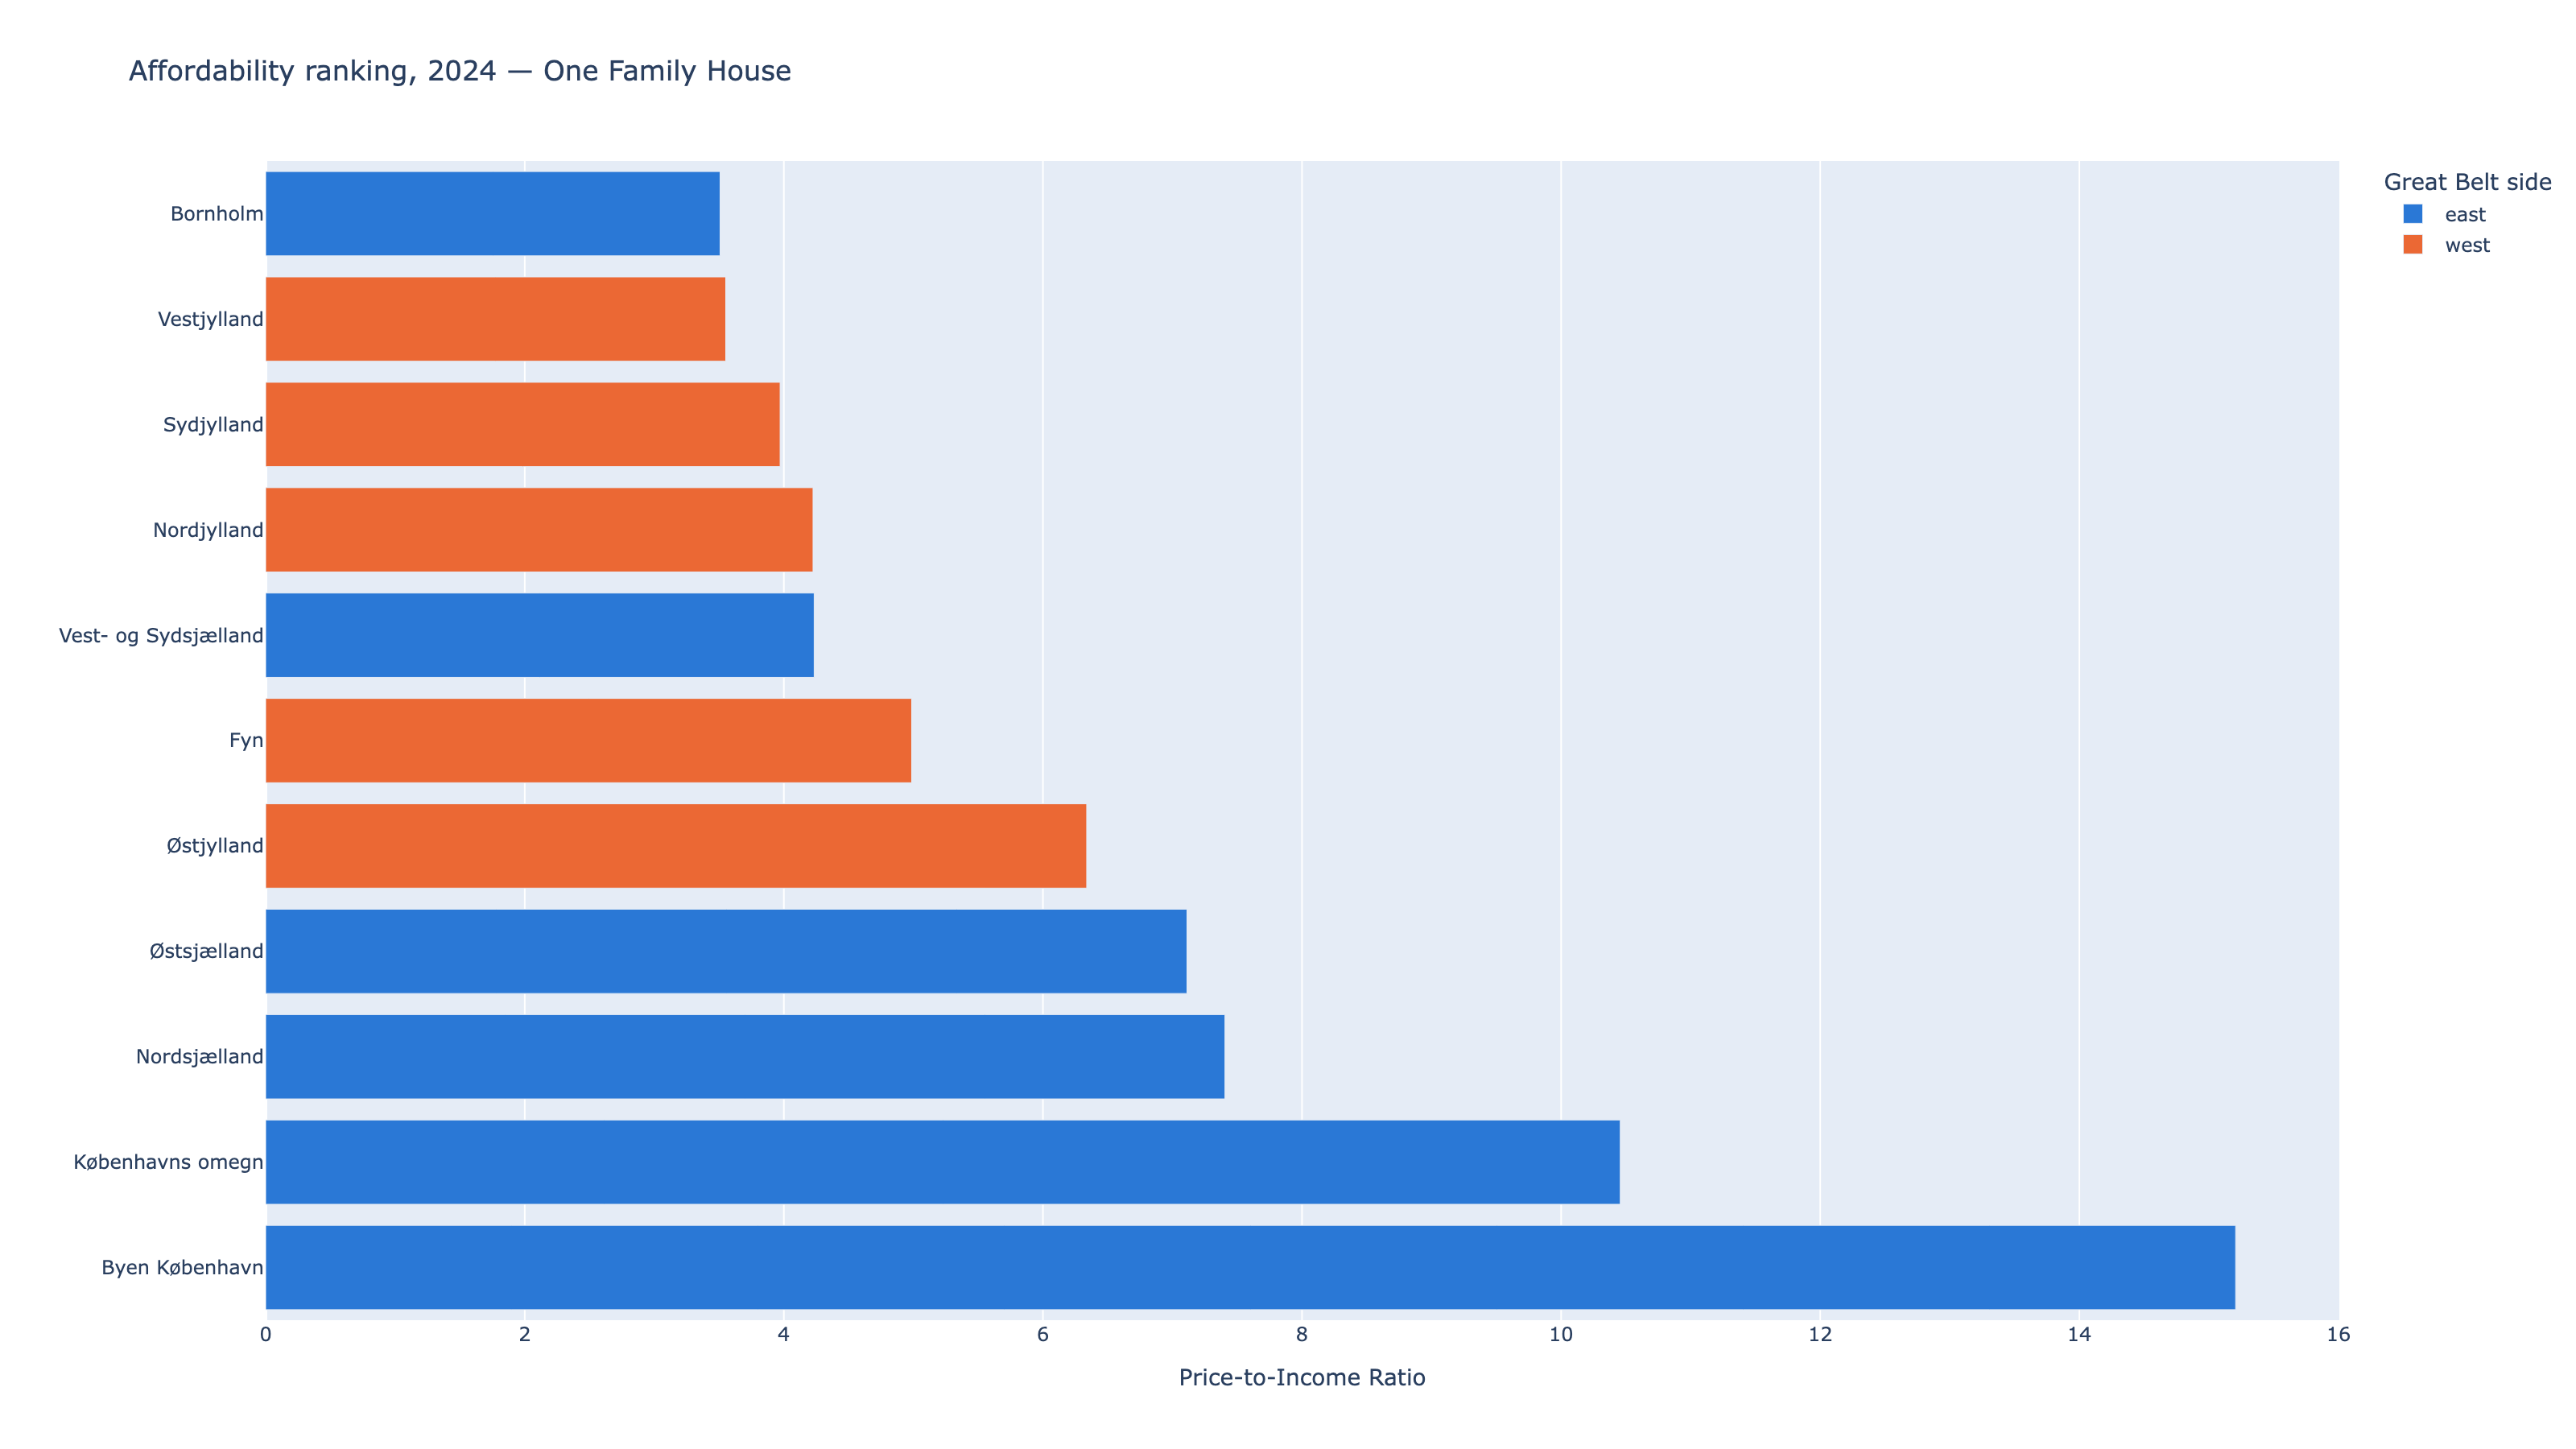 Affordability ranking, 2024 — One Family House
Great Belt side
east
west
Bornholm
Vestjylland
Sydjylland
Nordjylland
Vest- og Sydsjælland
Fyn
Østjylland
Østsjælland
Nordsjælland
Københavns omegn
Byen København
0 2 4 6 8 10 12 14 16
Price-to-Income Ratio